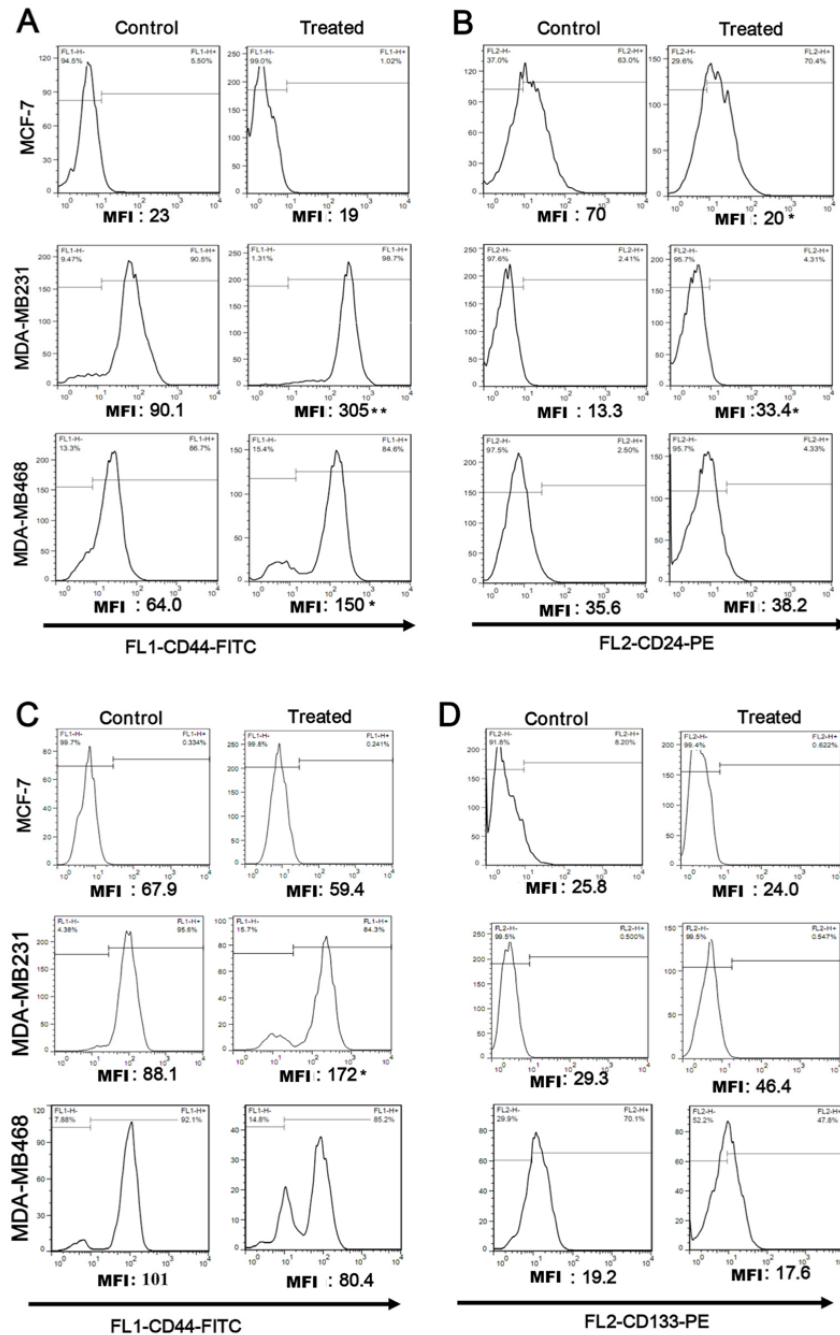 A
Control
Treated
MCF-7
FL1-H-
94.5%
FL1-H+
5.50%
MFI : 23
FL1-H-
99.0%
FL1-H+
1.02%
MFI : 19
MDA-MB231
FL1-H-
9.47%
FL1-H+
90.5%
MFI : 90.1
FL1-H-
1.31%
FL1-H+
98.7%
MFI : 305**
MDA-MB468
FL1-H-
13.3%
FL1-H+
86.7%
MFI : 64.0
FL1-H-
15.4%
FL1-H+
84.6%
MFI : 150 *
FL1-CD44-FITC
B
Control
Treated
FL2-H-
37.0%
FL2-H+
63.0%
MFI : 70
FL2-H-
29.6%
FL2-H+
70.4%
MFI : 20 *
FL2-H-
97.6%
FL2-H+
2.41%
MFI : 13.3
FL2-H-
95.7%
FL2-H+
4.31%
MFI :33.4*
FL2-H-
97.5%
FL2-H+
2.50%
MFI : 35.6
FL2-H-
95.7%
FL2-H+
4.33%
MFI : 38.2
FL2-CD24-PE
C
Control
Treated
MCF-7
FL1-H-
99.7%
FL1-H+
0.334%
MFI : 67.9
FL1-H-
99.8%
FL1-H+
0.241%
MFI : 59.4
MDA-MB231
FL1-H-
4.38%
FL1-H+
95.6%
MFI : 88.1
FL1-H-
15.7%
FL1-H+
84.3%
MFI : 172 *
MDA-MB468
FL1-H-
7.88%
FL1-H+
92.1%
MFI : 101
FL1-H-
14.8%
FL1-H+
85.2%
MFI : 80.4
FL1-CD44-FITC
D
Control
Treated
FL2-H-
91.8%
FL2-H+
8.20%
MFI : 25.8
FL2-H-
99.4%
FL2-H+
0.622%
MFI : 24.0
FL2-H-
99.5%
FL2-H+
0.500%
MFI : 29.3
FL2-H-
99.5%
FL2-H+
0.547%
MFI : 46.4
FL2-H-
29.9%
FL2-H+
70.1%
MFI : 19.2
FL2-H-
52.2%
FL2-H+
47.8%
MFI : 17.6
FL2-CD133-PE